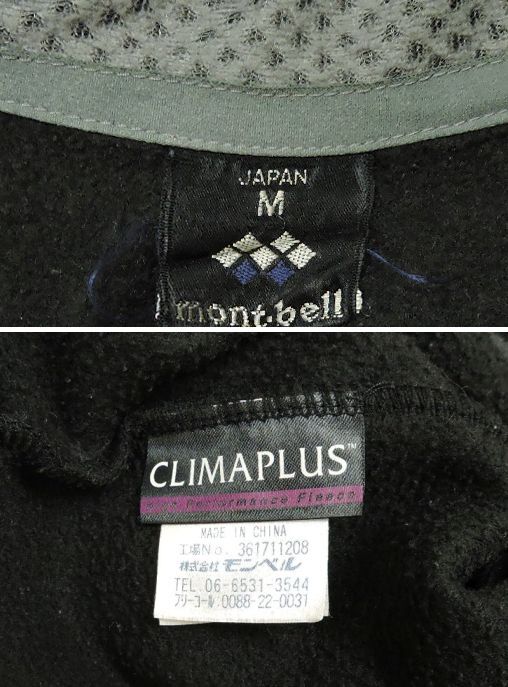 JAPAN
M
mont-bell
CLIMAPLUS™
Performance Fleece
MADE IN CHINA
工場No. 361711208
株式会社 モンベル
TEL.06-6531-3544
フリーコール:0088-22-0031